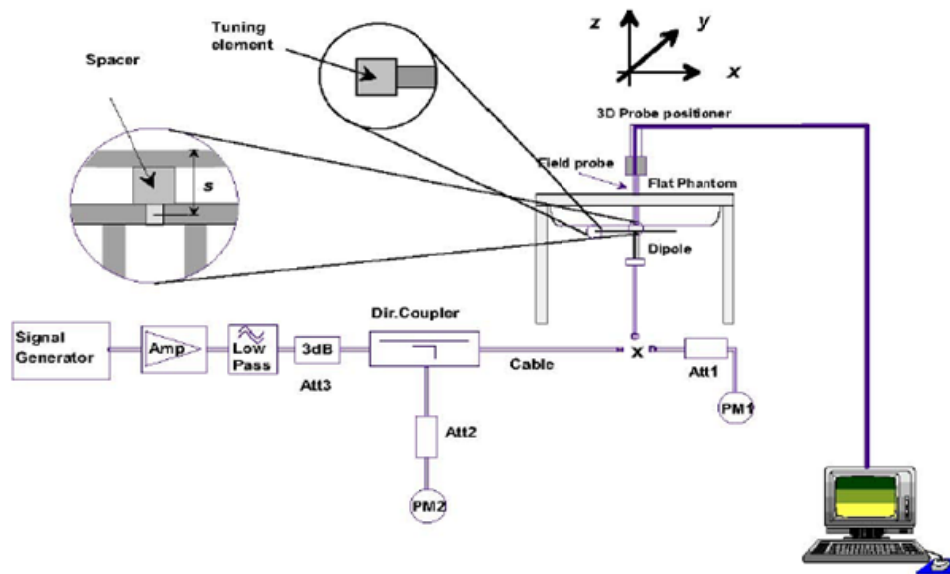 Tuning
element
Spacer
s
z
y
x
3D Probe positioner
Field probe
Flat Phantom
Dipole
Signal
Generator
Amp
Low
Pass
3dB
Att3
Dir.Coupler
Cable
X
Att1
PM1
Att2
PM2